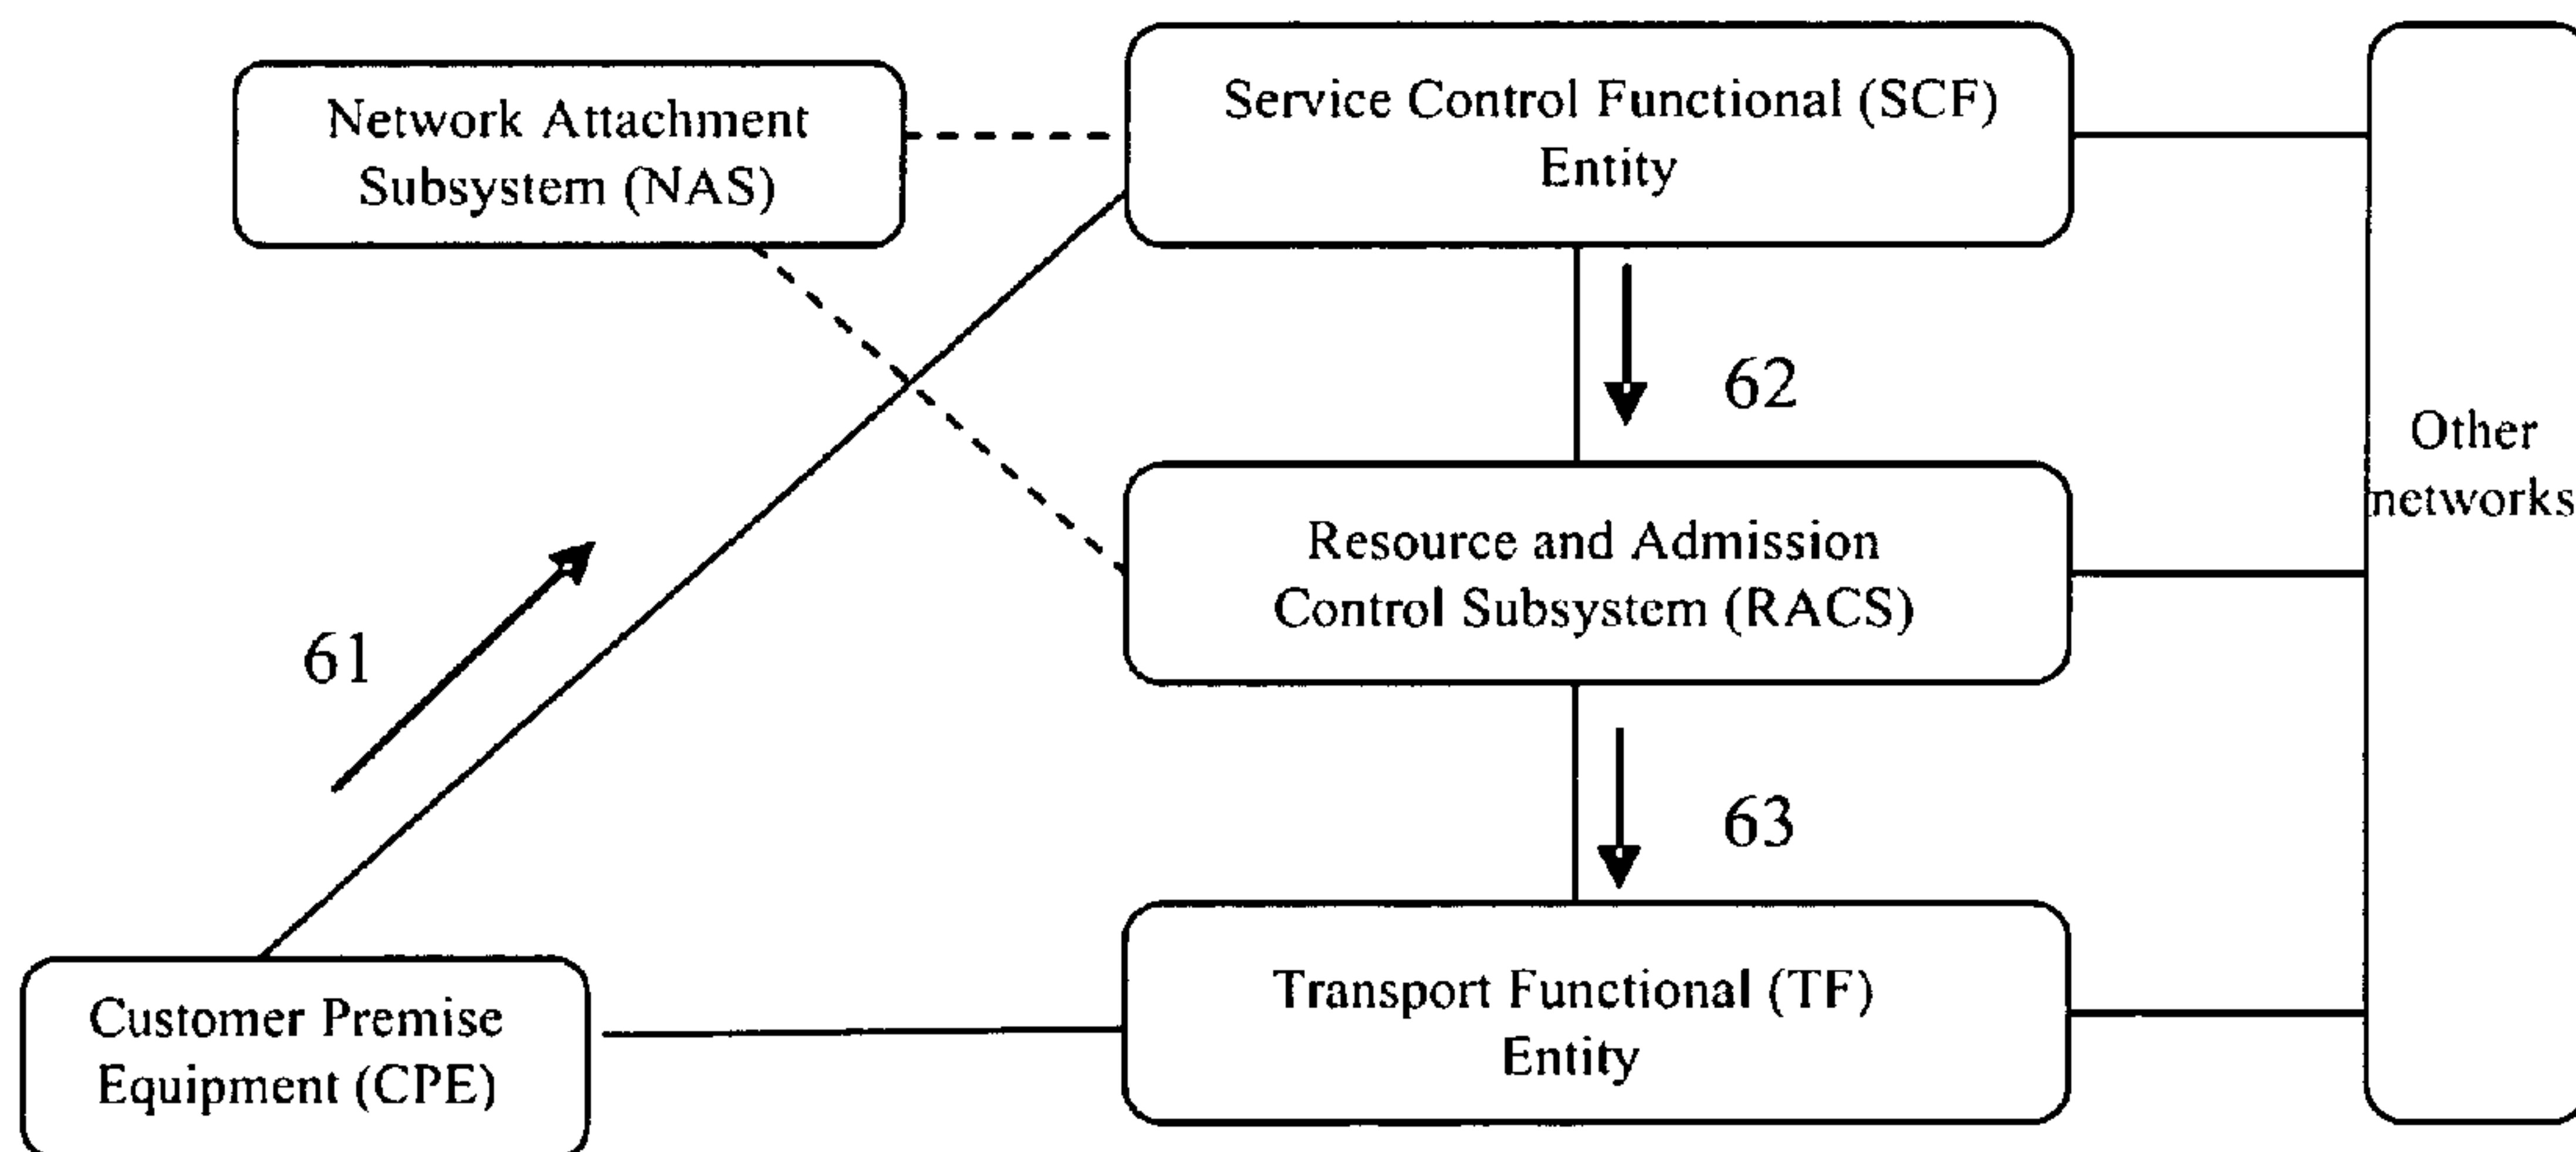 Network Attachment
Subsystem (NAS)
Service Control Functional (SCF)
Entity
62
Other
networks
Resource and Admission
Control Subsystem (RACS)
61
63
Transport Functional (TF)
Entity
Customer Premise
Equipment (CPE)